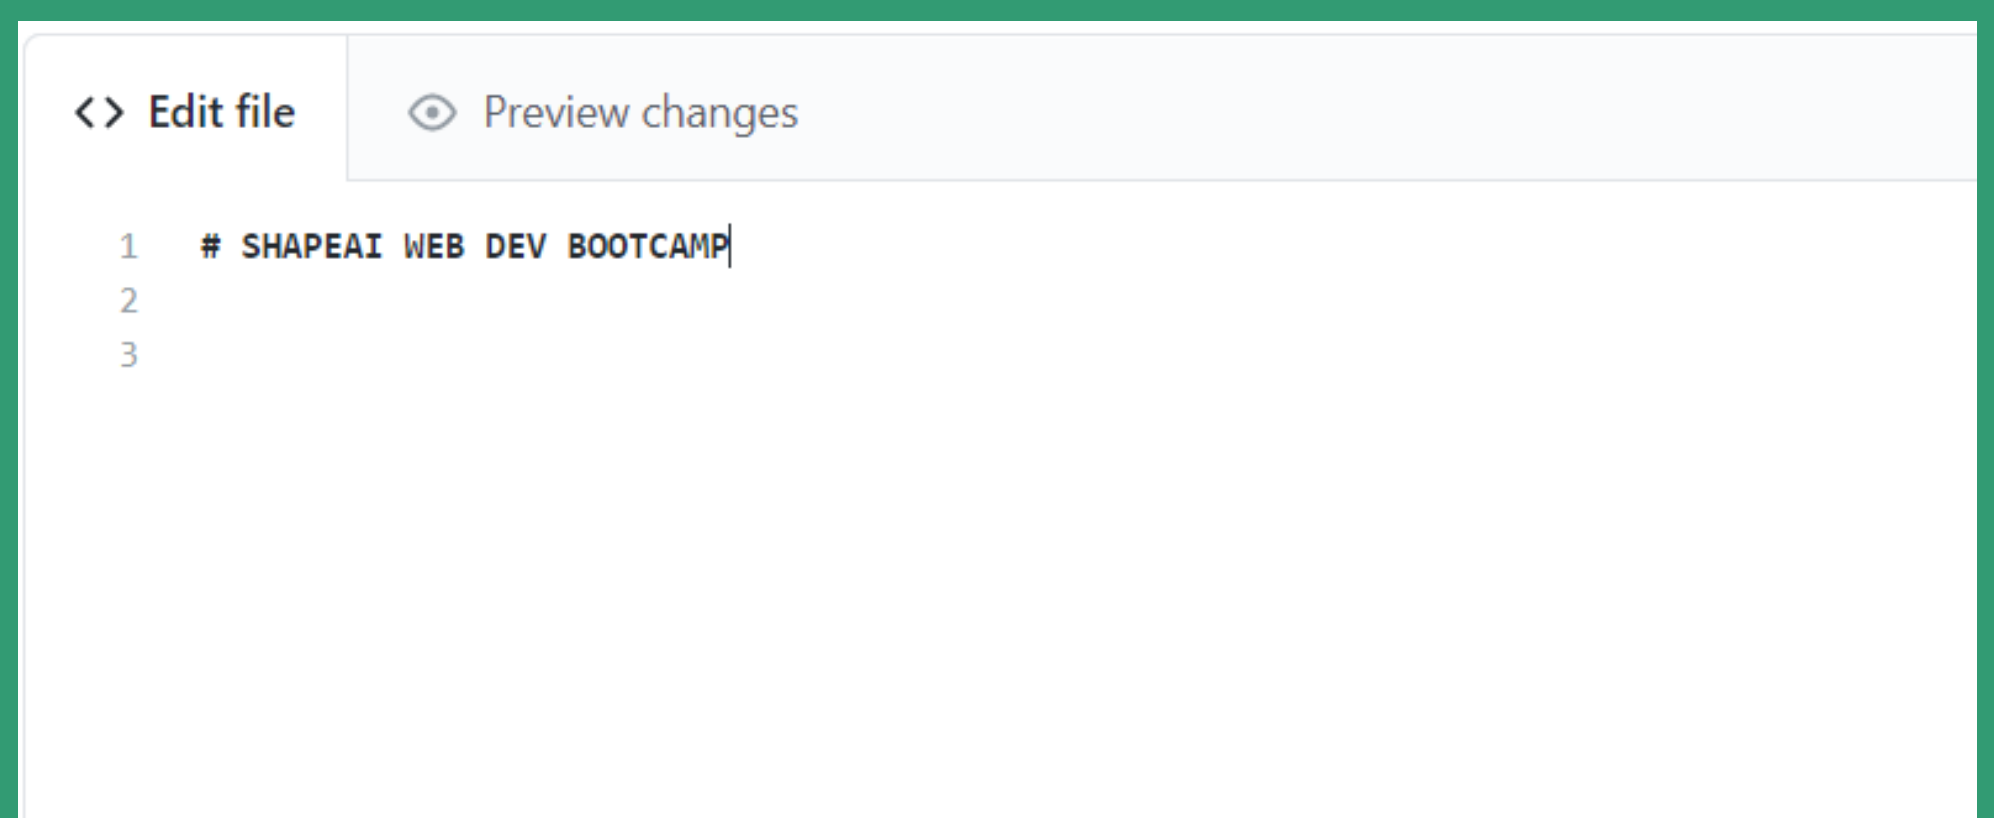 <> Edit file Preview changes
1 # SHAPEAI WEB DEV BOOTCAMP
2
3